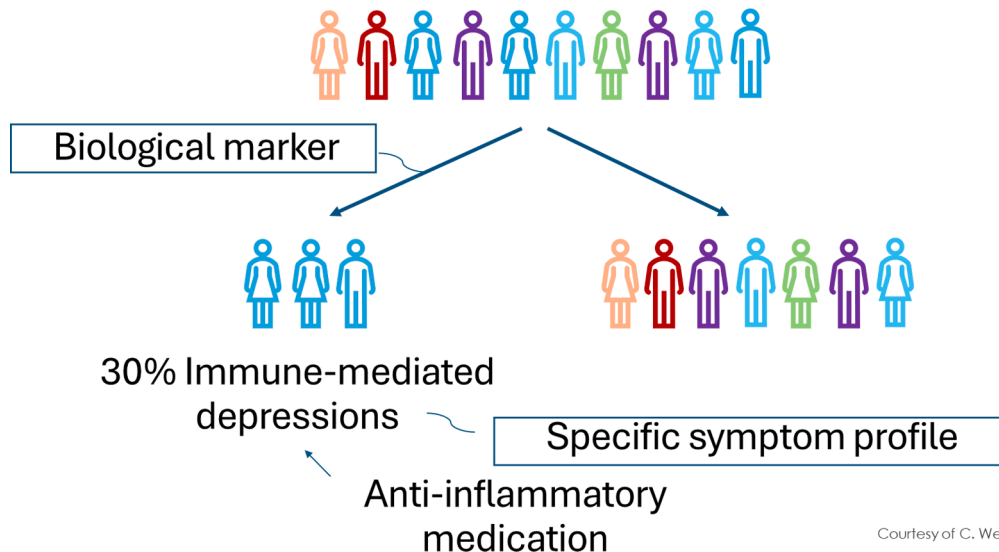 Biological marker
30% Immune-mediated
depressions
Specific symptom profile
Anti-inflammatory
medication
Courtesy of C. We